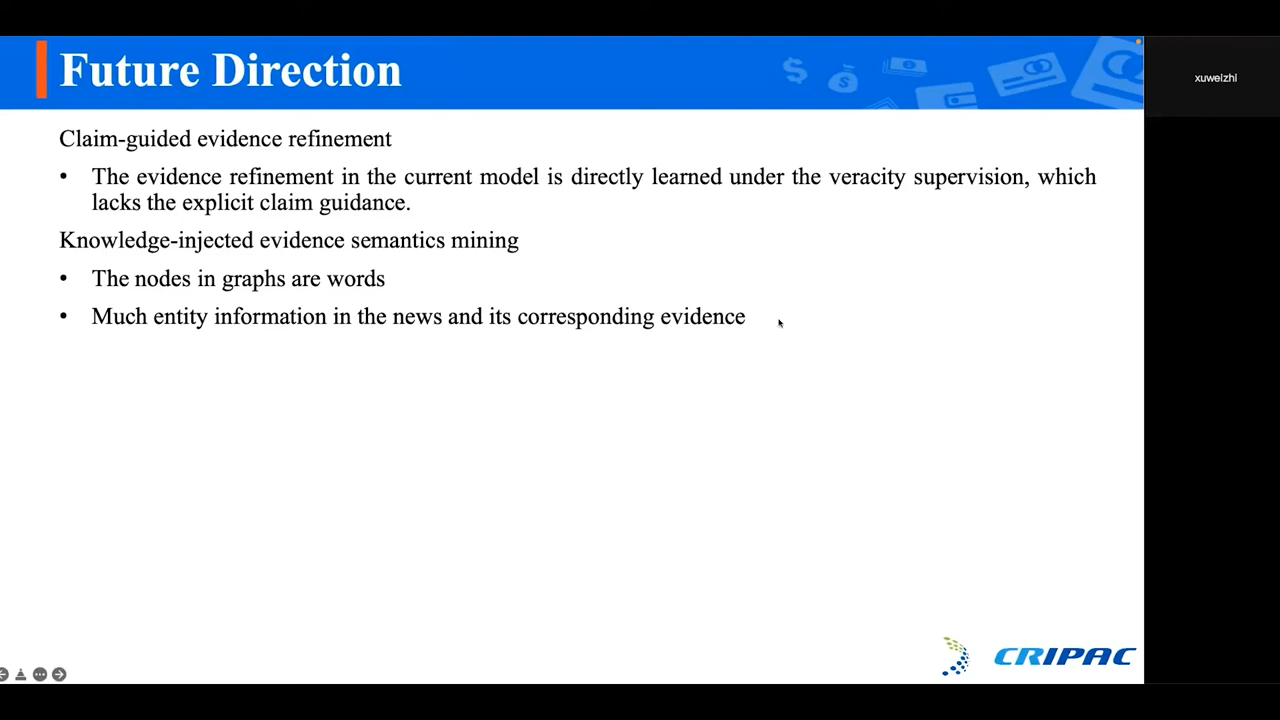 Future Direction
xuweizhi
Claim-guided evidence refinement
• The evidence refinement in the current model is directly learned under the veracity supervision, which
lacks the explicit claim guidance.
Knowledge-injected evidence semantics mining
• The nodes in graphs are words
• Much entity information in the news and its corresponding evidence
CRIPAC